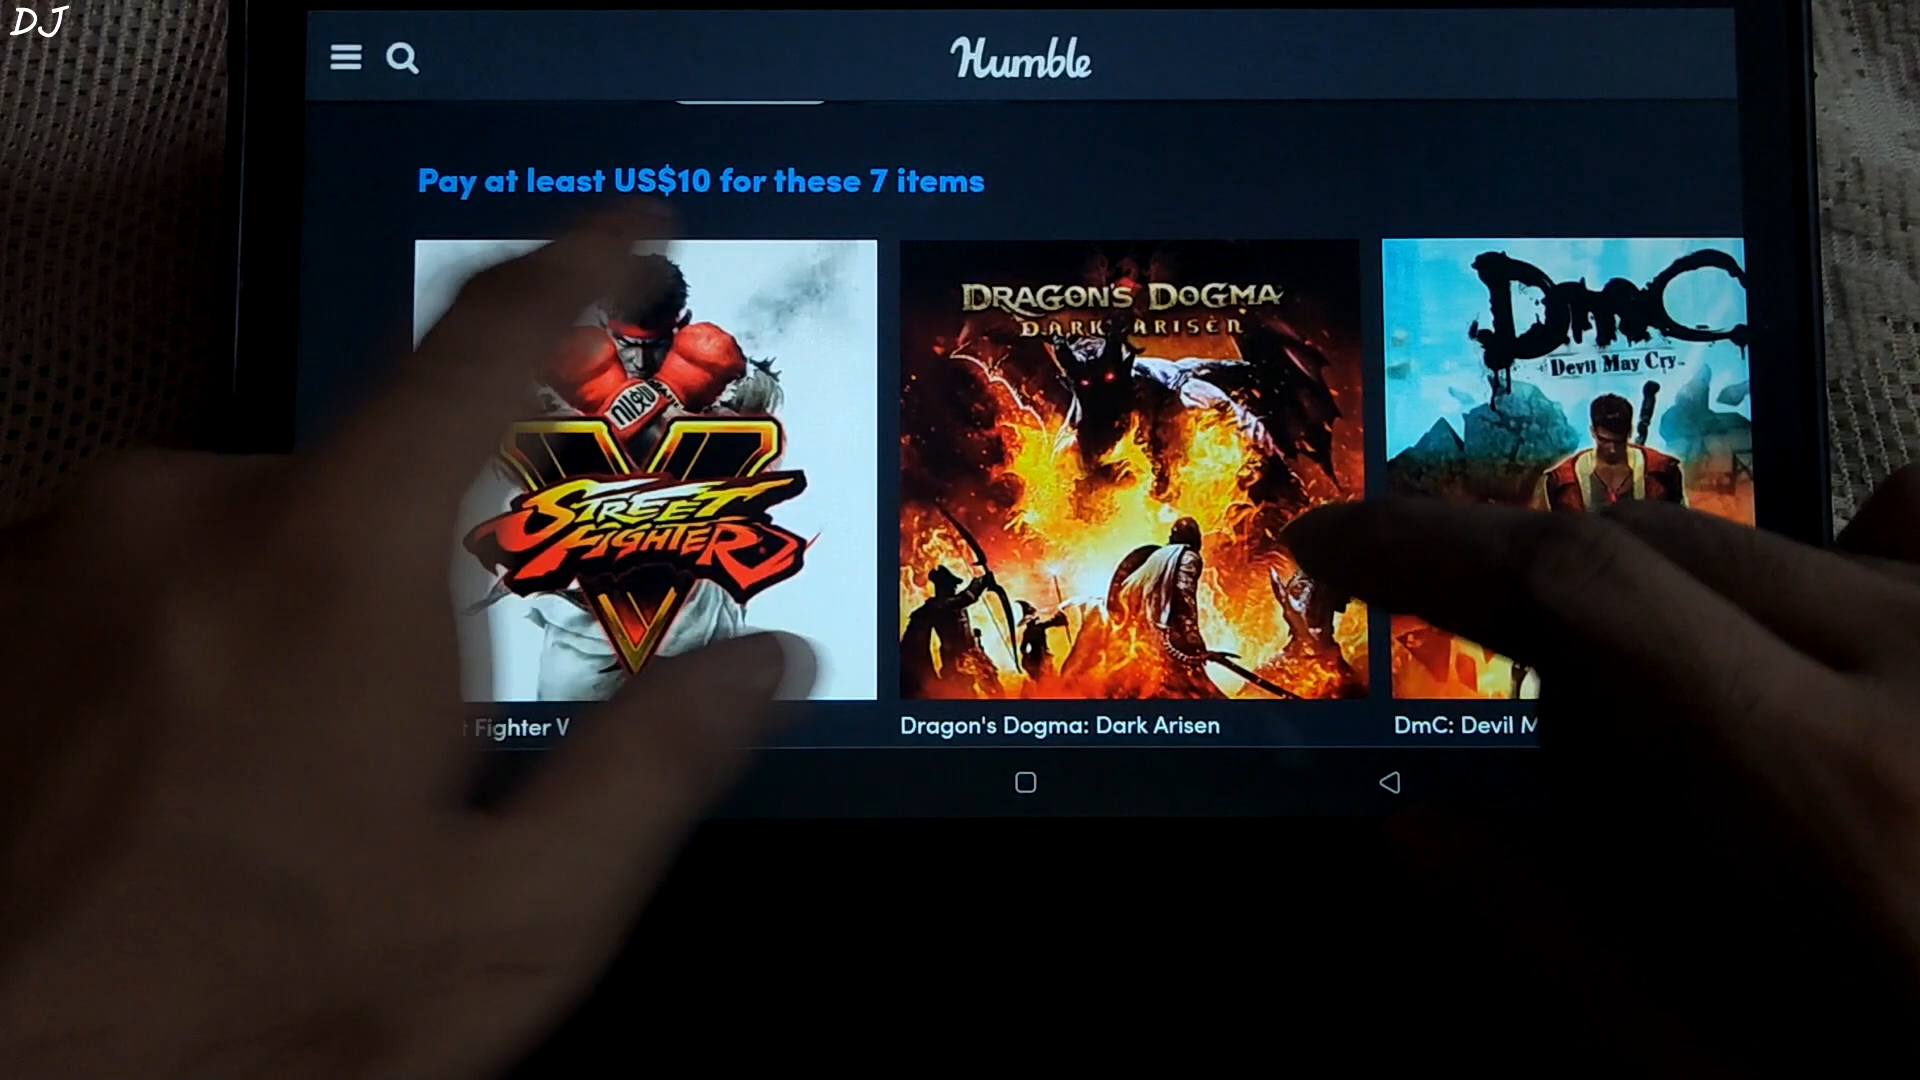 DJ
Humble
Pay at least US$10 for these 7 items
STREET
FIGHTER
V
DRAGON'S DOGMA
DARK ARISEN
DmC
Devil May Cry
Fighter V
Dragon's Dogma: Dark Arisen
DmC: Devil M